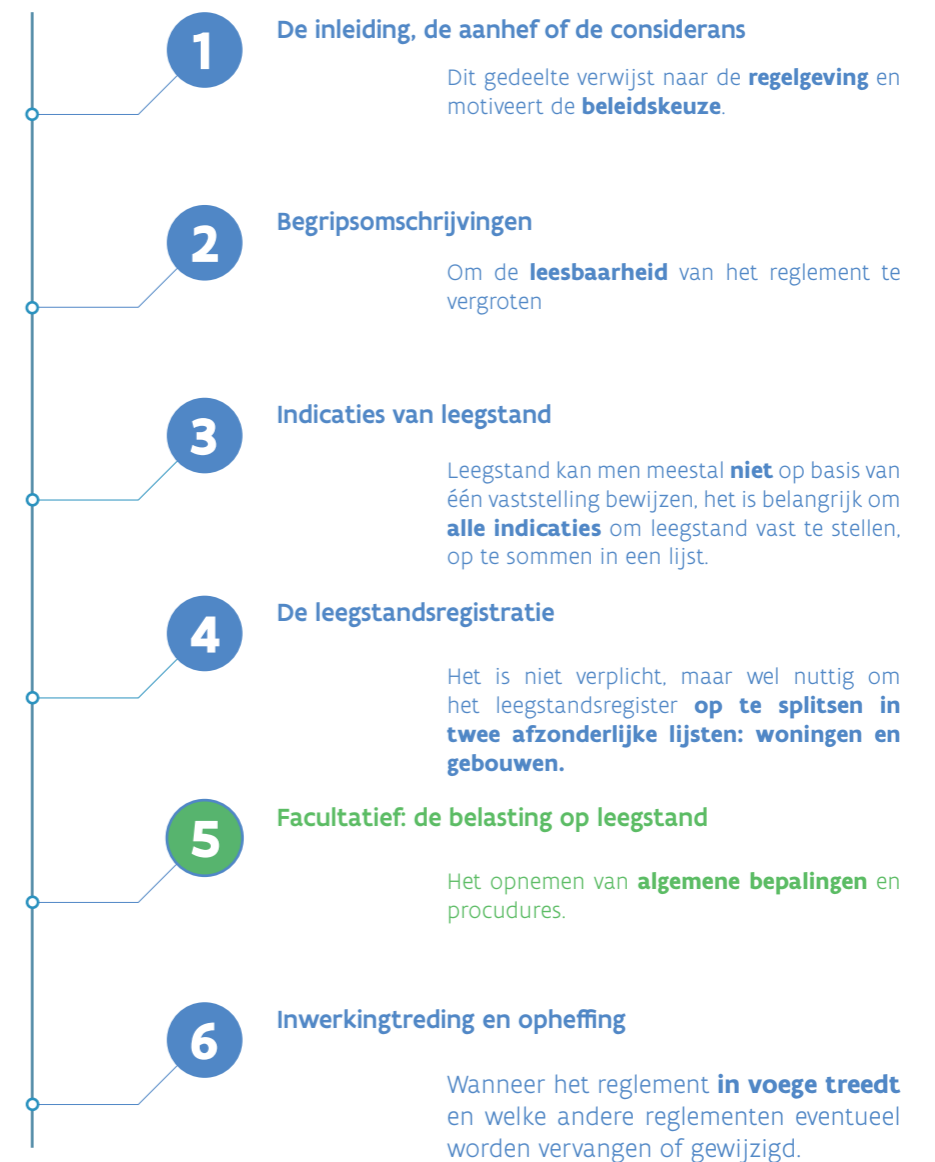 1
De inleiding, de aanhef of de considerans
Dit gedeelte verwijst naar de regelgeving en
motiveert de beleidskeuze.
2
Begripsomschrijvingen
Om de leesbaarheid van het reglement te
vergroten
3
Indicaties van leegstand
Leegstand kan men meestal niet op basis van
één vaststelling bewijzen, het is belangrijk om
alle indicaties om leegstand vast te stellen,
op te sommen in een lijst.
4
De leegstandsregistratie
Het is niet verplicht, maar wel nuttig om
het leegstandsregister op te splitsen in
twee afzonderlijke lijsten: woningen en
gebouwen.
5
Facultatief: de belasting op leegstand
Het opnemen van algemene bepalingen en
procudures.
6
Inwerkingtreding en opheffing
Wanneer het reglement in voege treedt
en welke andere reglementen eventueel
worden vervangen of gewijzigd.